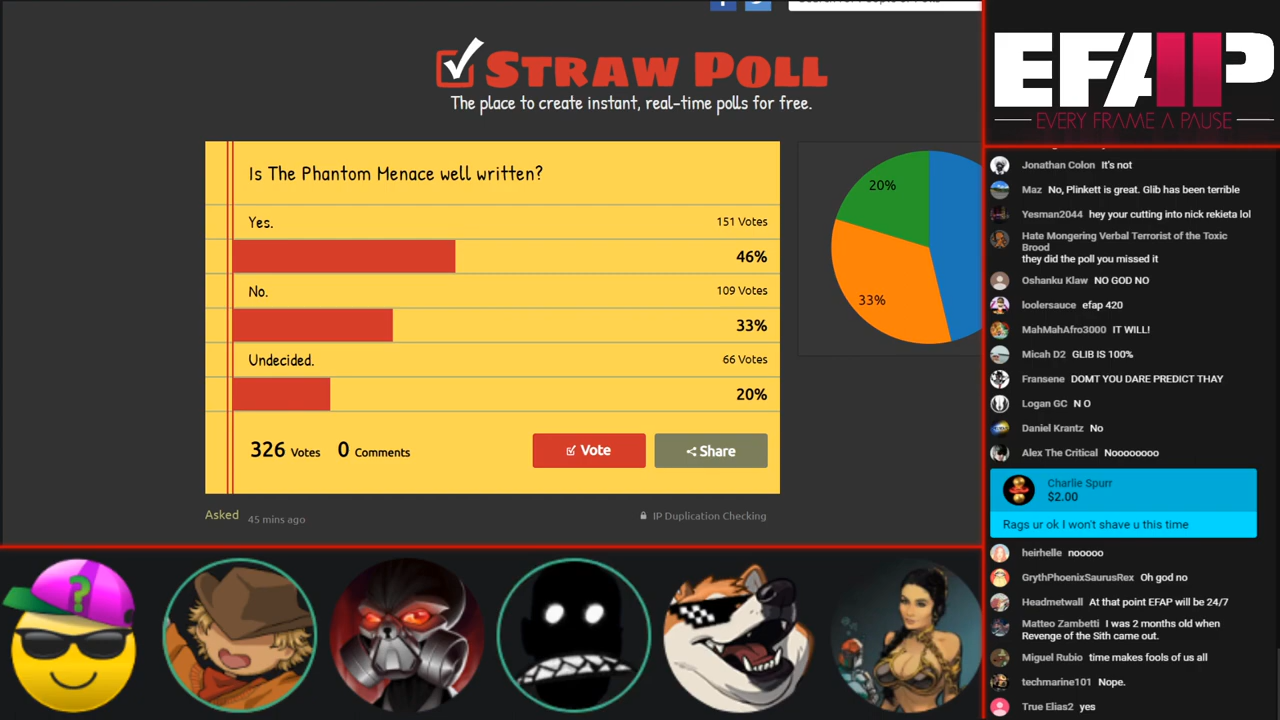 STRAW POLL
The place to create instant, real-time polls for free.
Is The Phantom Menace well written?
Yes.
151 Votes
46%
No.
109 Votes
33%
Undecided.
66 Votes
20%
326 Votes 0 Comments
Vote
Share
Asked 45 mins ago
IP Duplication Checking
20%
33%
EFAP
EVERY FRAME A PAUSE
Jonathan Colon It's not
Maz No, Plinkett is great. Glib has been terrible
Yesman2044 hey your cutting into nick rekieta lol
Hate Mongering Verbal Terrorist of the Toxic
Brood
they did the poll you missed it
Oshanku Klaw NO GOD NO
loolersauce efap 420
MahMahAfro3000 IT WILL!
Micah D2 GLIB IS 100%
Fransene DOMT YOU DARE PREDICT THAY
Logan GC N O
Daniel Krantz No
Alex The Critical Noooooooo
Charlie Spurr
$2.00
Rags ur ok I won't shave u this time
heirhelle nooooo
GrythPhoenixSaurusRex Oh god no
Headmetwall At that point EFAP will be 24/7
Matteo Zambetti I was 2 months old when
Revenge of the Sith came out.
Miguel Rubio time makes fools of us all
techmarine101 Nope.
True Elias2 yes
?